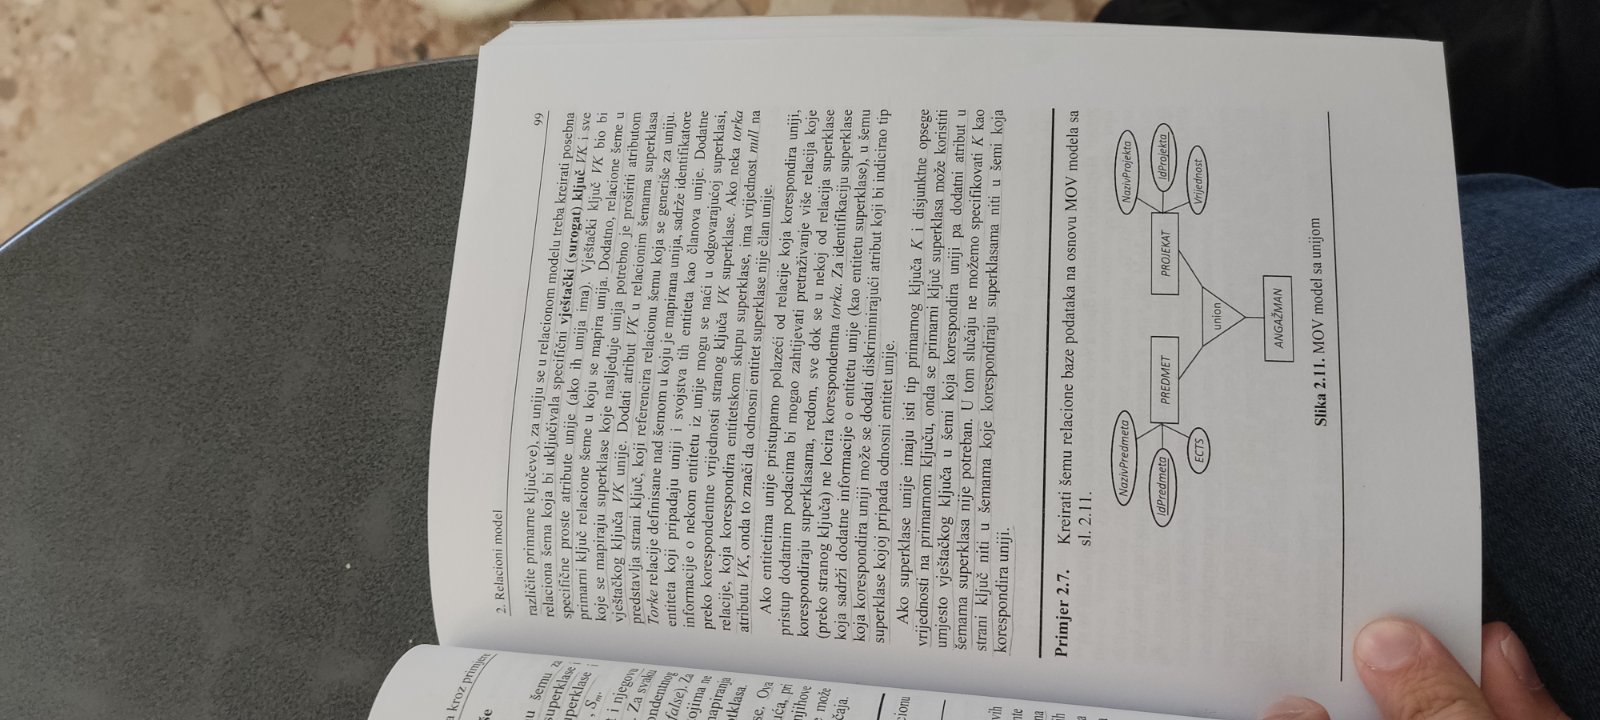 a kroz primjere
še
u šemu za
superklase i
perklase i
, Sm.
t i njegovu
. Za svaku
ondentnog
false). Za
ojima ne
napiranja
otklasa.
se. Ova
uća, pri
njihove
može
čaja.
cionu
vih
nte
na
ih
a
2. Relacioni model
99
različite primarne ključeve), za uniju se u relacionom modelu treba kreirati posebna
relaciona šema koja bi uključivala specifični vještački (surogat) ključ VK i sve
specifične proste atribute unije (ako ih unija ima). Vještački ključ VK bio bi
primarni ključ relacione šeme u koju se mapira unija. Dodatno, relacione šeme u
koje se mapiraju superklase koje nasljeđuje unija potrebno je proširiti atributom
vještačkog ključa VK unije. Dodati atribut VK u relacionim šemama superklasa
predstavlja strani ključ, koji referencira relacionu šemu koja se generiše za uniju.
Torke relacije definisane nad šemom u koju je mapirana unija, sadrže identifikatore
entiteta koji pripadaju uniji i svojstva tih entiteta kao članova unije. Dodatne
informacije o nekom entitetu iz unije mogu se naći u odgovarajućoj superklasi,
preko korespondentne vrijednosti stranog ključa VK superklase. Ako neka torka
relacije, koja korespondira entitetskom skupu superklase, ima vrijednost null na
atributu VK, onda to znači da odnosni entitet superklase nije član unije.
Ako entitetima unije pristupamo polazeći od relacije koja korespondira uniji,
pristup dodatnim podacima bi mogao zahtijevati pretraživanje više relacija koje
korespondiraju superklasama, redom, sve dok se u nekoj od relacija superklase
(preko stranog ključa) ne locira korespondentna torka. Za identifikaciju superklase
koja sadrži dodatne informacije o entitetu unije (kao entitetu superklase), u šemu
koja korespondira uniji može se dodati diskriminirajući atribut koji bi indicirao tip
superklase kojoj pripada odnosni entitet unije.
Ako superklase unije imaju isti tip primarnog ključa K i disjunktne opsege
vrijednosti na primarnom ključu, onda se primarni ključ superklasa može koristiti
umjesto vještačkog ključa u šemi koja korespondira uniji pa dodatni atribut u
šemama superklasa nije potreban. U tom slučaju ne možemo specifikovati K kao
strani ključ niti u šemama koje korespondiraju superklasama niti u šemi koja
korespondira uniji.
Primjer 2.7. Kreirati šemu relacione baze podataka na osnovu MOV modela sa
sl. 2.11.
NazivPredmeta
NazivProjekta
IdPredmeta
PREDMET
PROJEKAT
IdProjekta
ECTS
Vrijednost
union
ANGAŽMAN
Slika 2.11. MOV model sa unijom